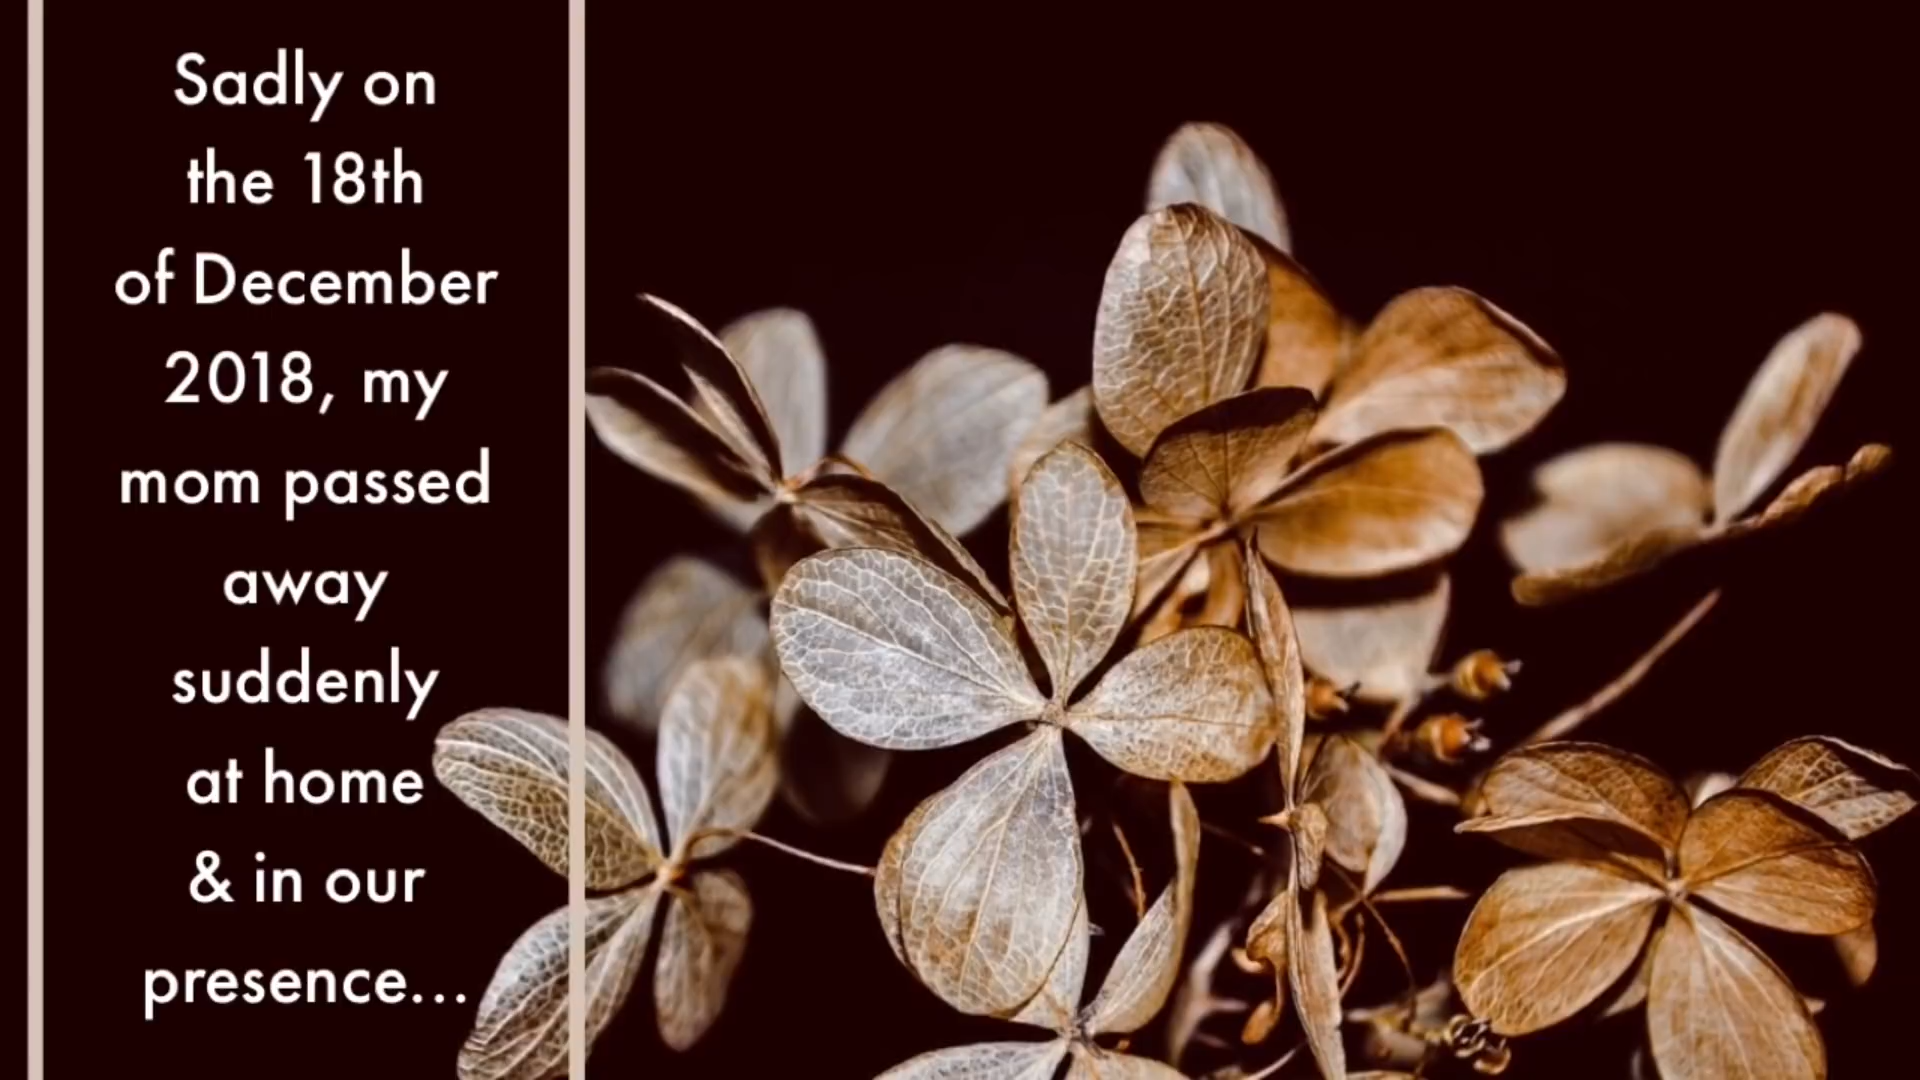 Sadly on
the 18th
of December
2018, my
mom passed
away
suddenly
at home
& in our
presence...